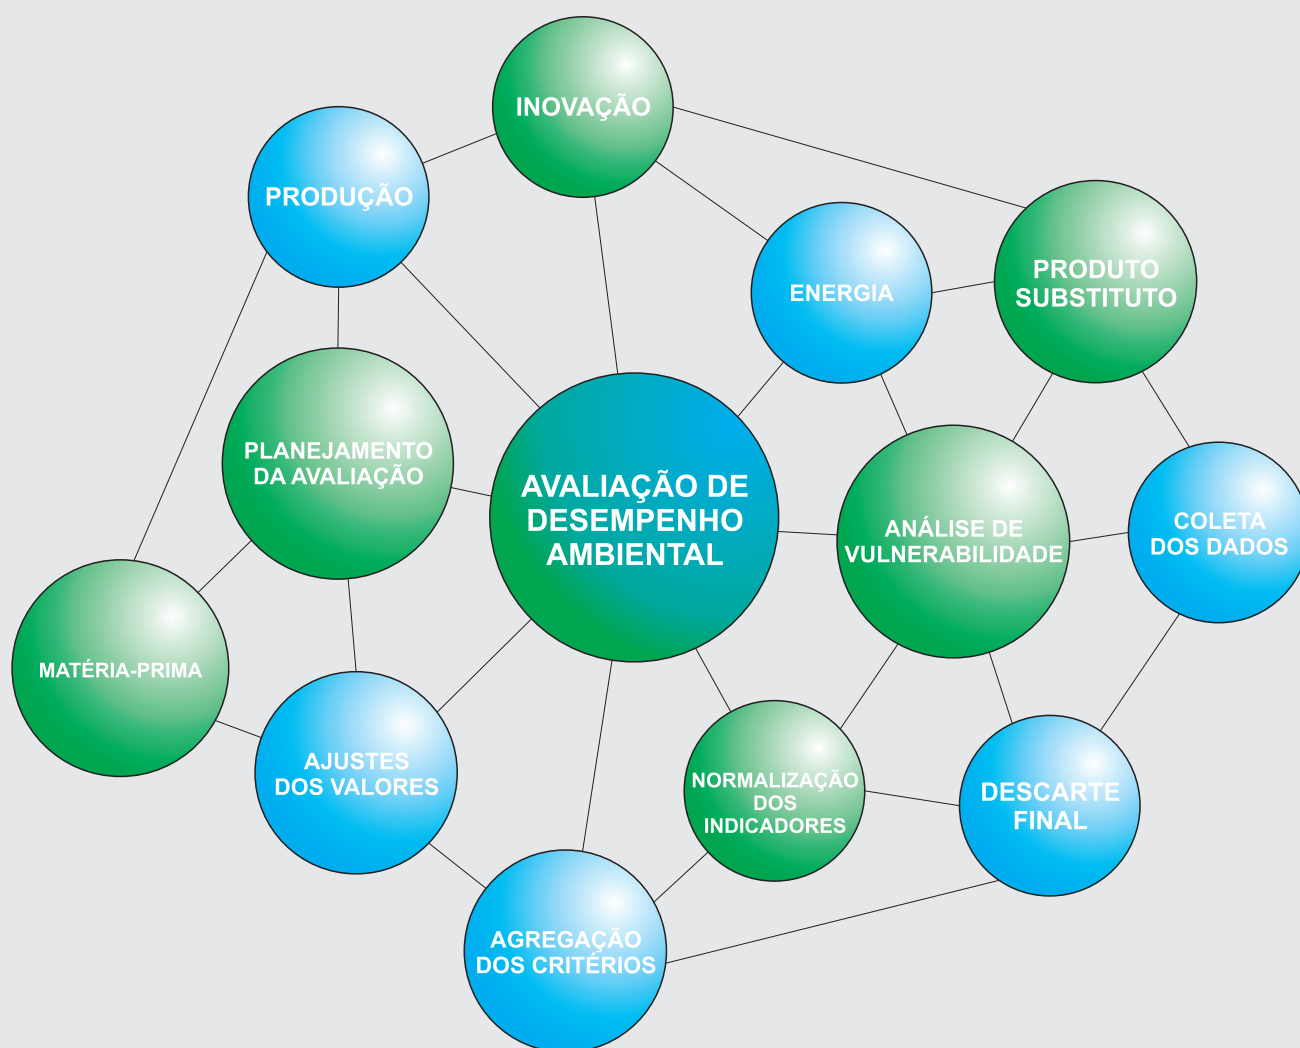 INOVAÇÃO
PRODUÇÃO
ENERGIA
PRODUTO
SUBSTITUTO
PLANEJAMENTO
DA AVALIAÇÃO
AVALIAÇÃO DE
DESEMPENHO
AMBIENTAL
ANÁLISE DE
VULNERABILIDADE
COLETA
DOS DADOS
MATÉRIA-PRIMA
AJUSTES
DOS VALORES
NORMALIZAÇÃO
DOS
INDICADORES
DESCARTE
FINAL
AGREGAÇÃO
DOS CRITÉRIOS